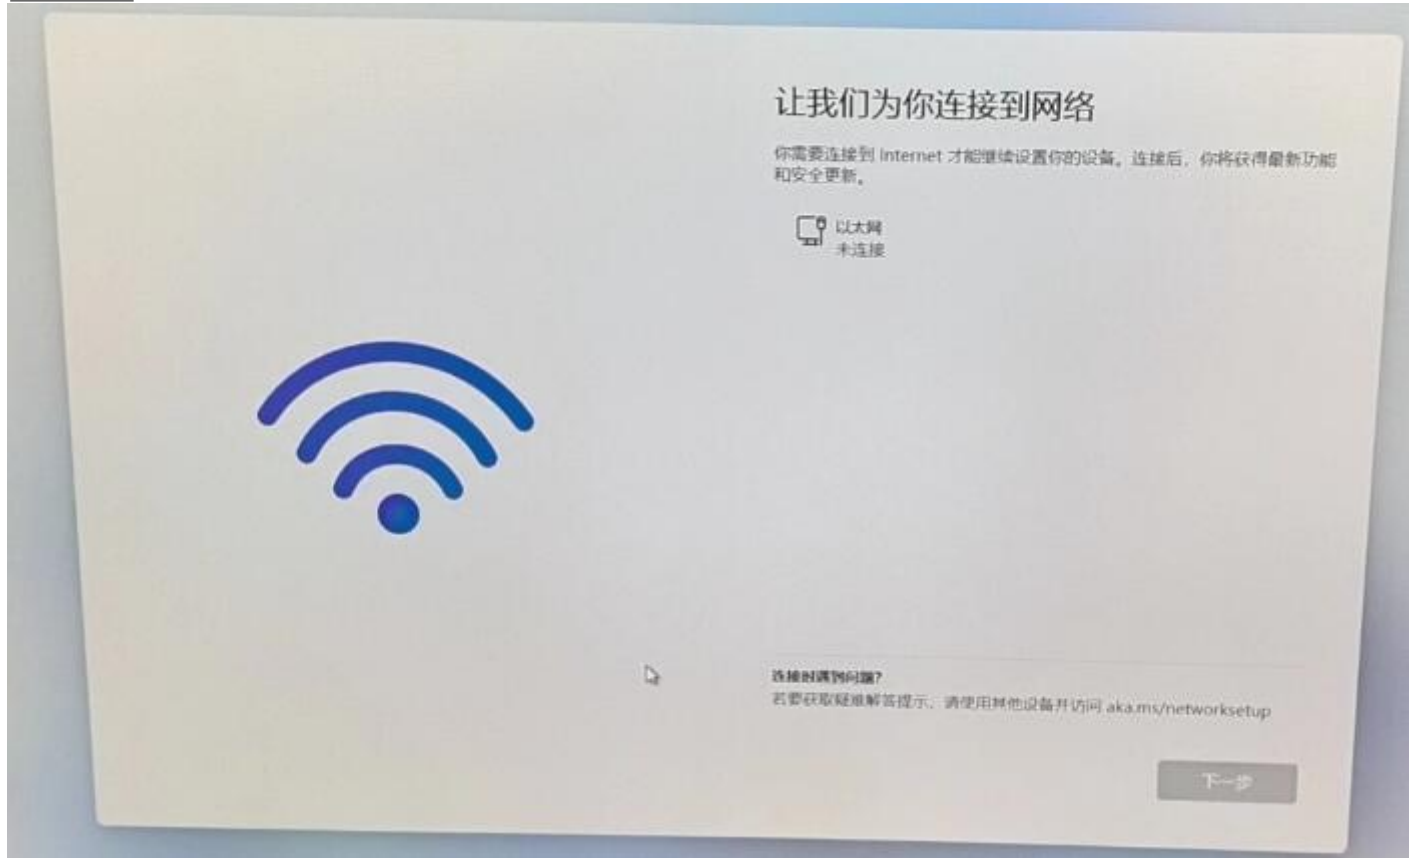 让我们为你连接到网络
你需要连接到 Internet 才能继续设置你的设备。连接后，你将获得最新功能
和安全更新。
以太网
未连接
连接时遇到问题?
若要获取疑难解答提示，请使用其他设备并访问 aka.ms/networksetup
下一步